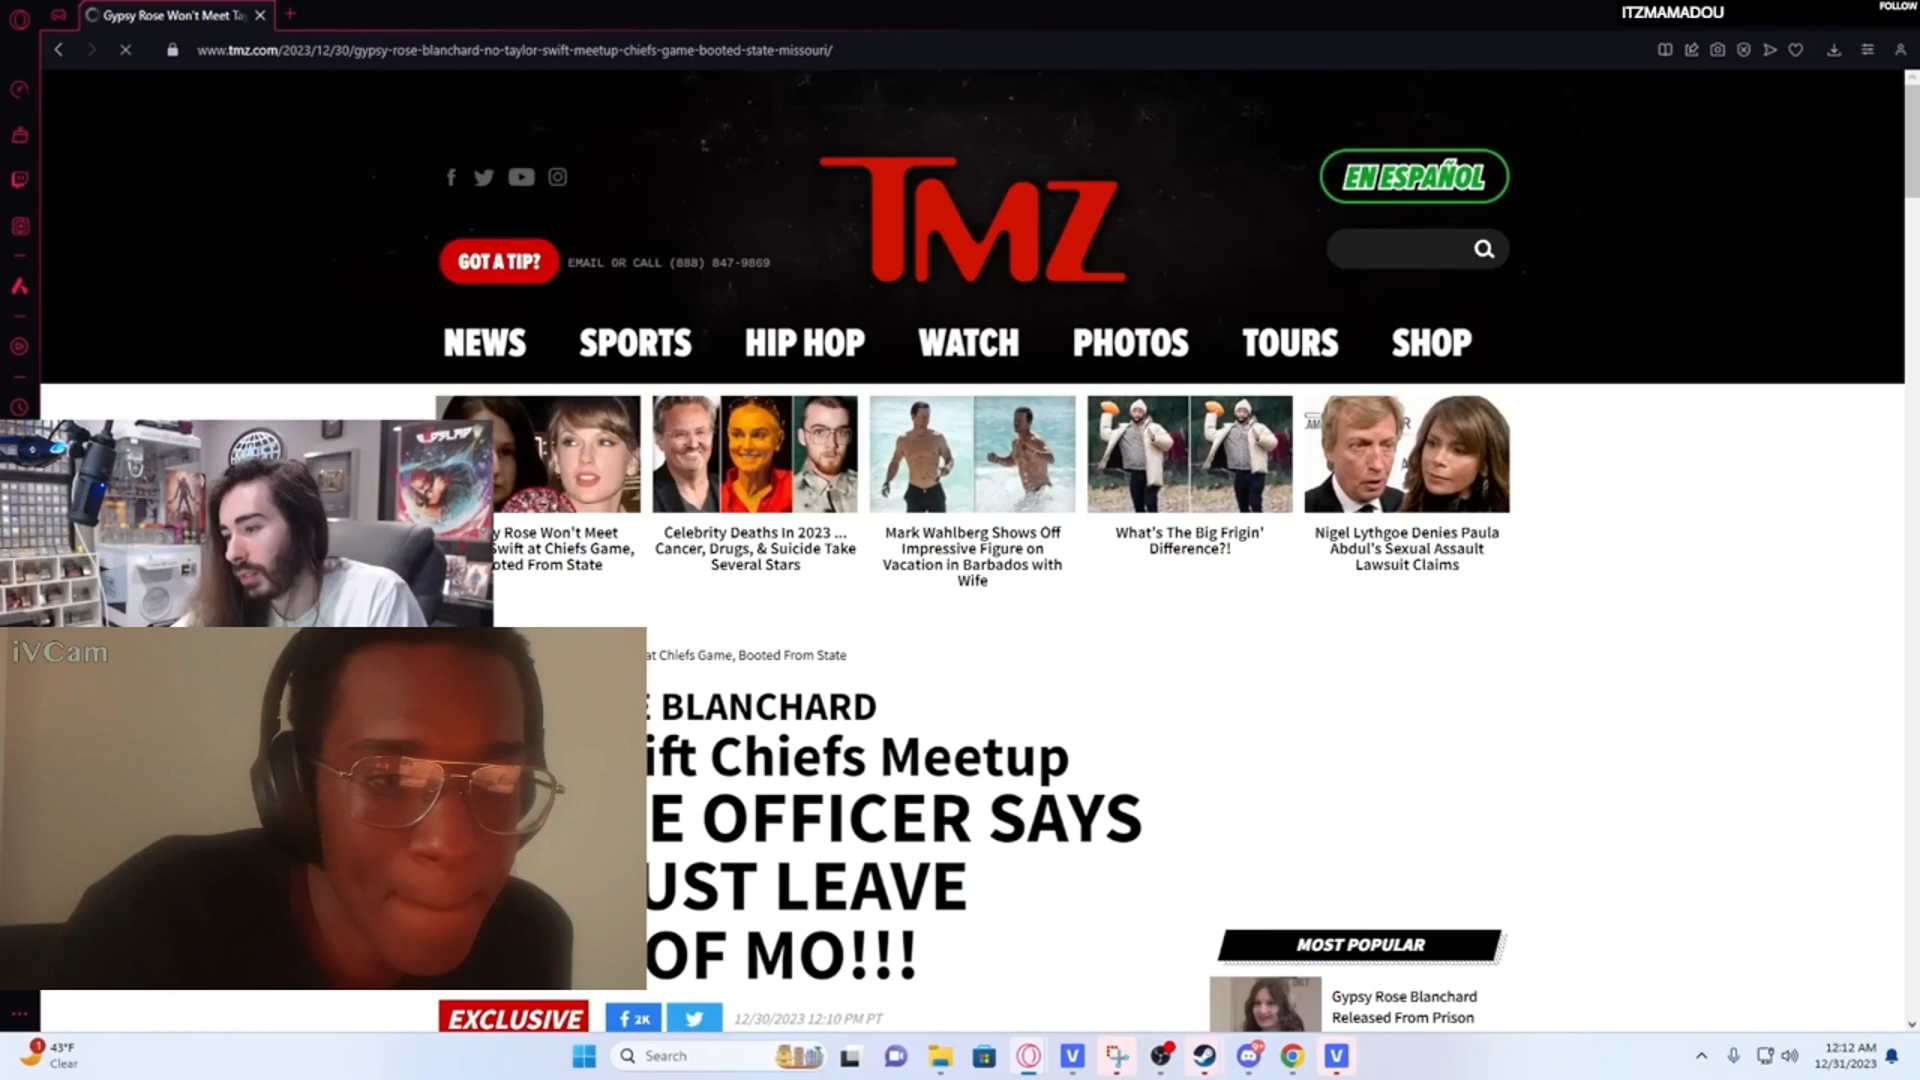 ITZMAMADOU
FOLLOW
Gypsy Rose Won't Meet Ta
www.tmz.com/2023/12/30/gypsy-rose-blanchard-no-taylor-swift-meetup-chiefs-game-booted-state-missouri/
TMZ
EN ESPAÑOL
GOT A TIP?
EMAIL OR CALL (888) 847-9869
NEWS SPORTS HIP HOP WATCH PHOTOS TOURS SHOP
y Rose Won't Meet
Swift at Chiefs Game,
oted From State
Celebrity Deaths In 2023 ...
Cancer, Drugs, & Suicide Take
Several Stars
Mark Wahlberg Shows Off
Impressive Figure on
Vacation in Barbados with
Wife
What's The Big Frigin'
Difference?!
Nigel Lythgoe Denies Paula
Abdul's Sexual Assault
Lawsuit Claims
iVCam
at Chiefs Game, Booted From State
E BLANCHARD
ift Chiefs Meetup
E OFFICER SAYS
UST LEAVE
OF MO!!!
EXCLUSIVE
2K
12/30/2023 12:10 PM PT
MOST POPULAR
Gypsy Rose Blanchard
Released From Prison
1
43°F
Clear
Search
9+
12:12 AM
12/31/2023